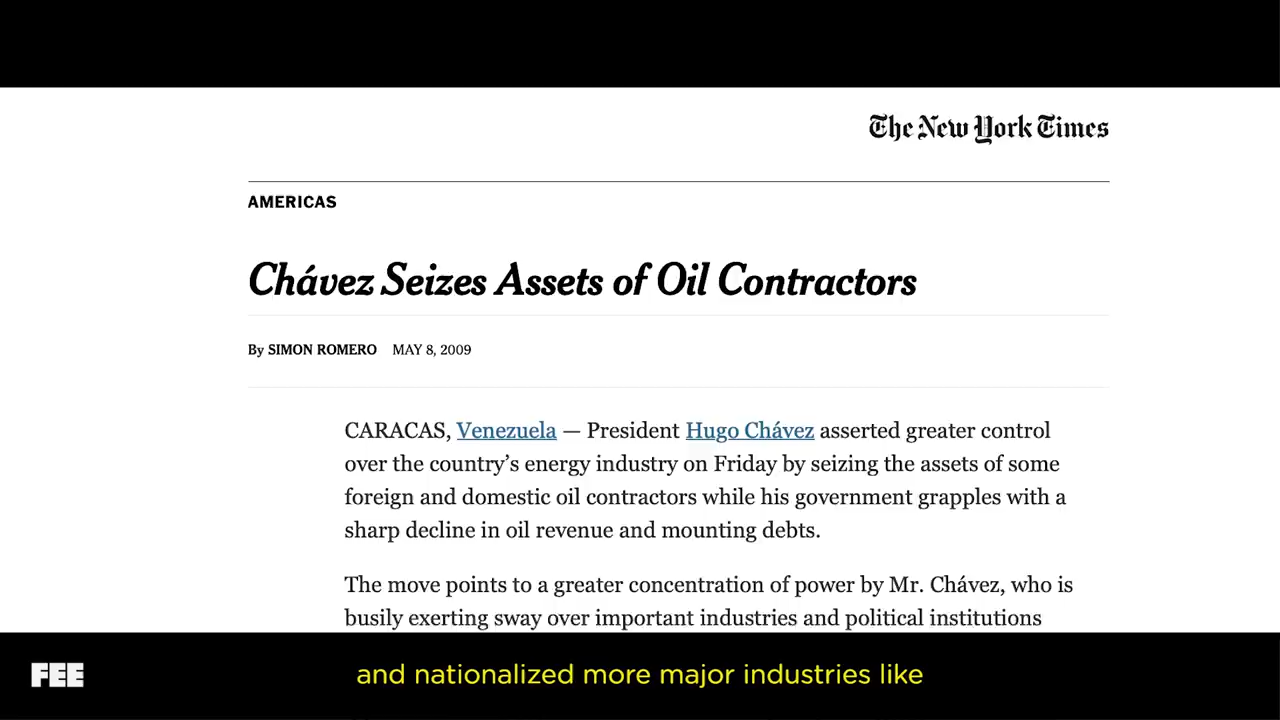 The New York Times
AMERICAS
Chávez Seizes Assets of Oil Contractors
By SIMON ROMERO MAY 8, 2009
CARACAS, Venezuela — President Hugo Chávez asserted greater control
over the country’s energy industry on Friday by seizing the assets of some
foreign and domestic oil contractors while his government grapples with a
sharp decline in oil revenue and mounting debts.
The move points to a greater concentration of power by Mr. Chávez, who is
busily exerting sway over important industries and political institutions
FEE
and nationalized more major industries like